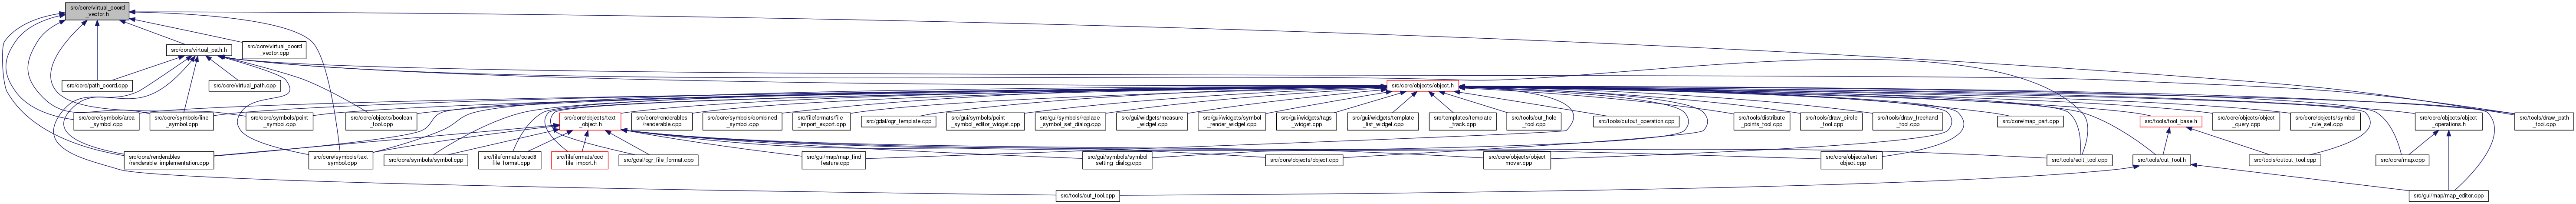 src/core/virtual_coord
_vector.h
src/core/virtual_path.h
src/core/virtual_coord
_vector.cpp
src/core/path_coord.cpp
src/core/virtual_path.cpp
src/core/objects/object.h
src/core/symbols/area
_symbol.cpp
src/core/symbols/line
_symbol.cpp
src/core/symbols/point
_symbol.cpp
src/core/objects/boolean
_tool.cpp
src/core/objects/text
_object.h
src/core/renderables
/renderable.cpp
src/core/symbols/combined
_symbol.cpp
src/fileformats/file
_import_export.cpp
src/gdal/ogr_template.cpp
src/gui/symbols/point
_symbol_editor_widget.cpp
src/gui/symbols/replace
_symbol_set_dialog.cpp
src/gui/widgets/measure
_widget.cpp
src/gui/widgets/symbol
_render_widget.cpp
src/gui/widgets/tags
_widget.cpp
src/gui/widgets/template
_list_widget.cpp
src/templates/template
_track.cpp
src/tools/cut_hole
_tool.cpp
src/tools/cutout_operation.cpp
src/tools/distribute
_points_tool.cpp
src/tools/draw_circle
_tool.cpp
src/tools/draw_freehand
_tool.cpp
src/core/map_part.cpp
src/tools/tool_base.h
src/core/objects/object
_query.cpp
src/core/objects/symbol
_rule_set.cpp
src/core/objects/object
_operations.h
src/tools/draw_path
_tool.cpp
src/core/renderables
/renderable_implementation.cpp
src/core/symbols/text
_symbol.cpp
src/core/symbols/symbol.cpp
src/fileformats/ocad8
_file_format.cpp
src/fileformats/ocd
_file_import.h
src/gdal/ogr_file_format.cpp
src/gui/map/map_find
_feature.cpp
src/gui/symbols/symbol
_setting_dialog.cpp
src/core/objects/object.cpp
src/core/objects/object
_mover.cpp
src/core/objects/text
_object.cpp
src/tools/edit_tool.cpp
src/tools/cut_tool.h
src/tools/cutout_tool.cpp
src/core/map.cpp
src/tools/cut_tool.cpp
src/gui/map/map_editor.cpp